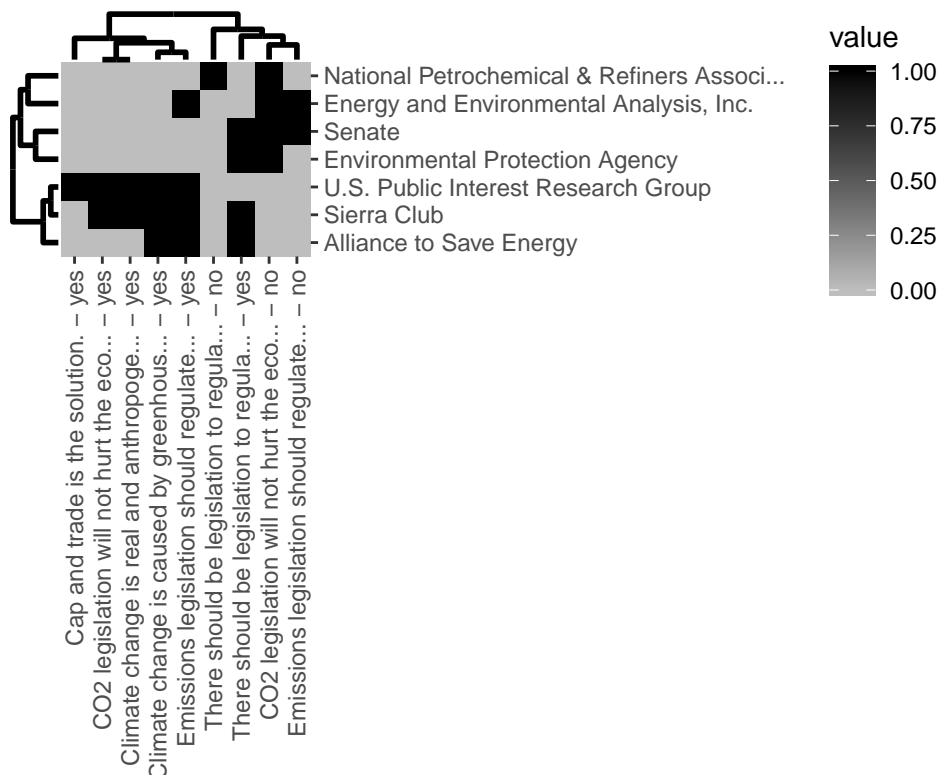 value
1.00
0.75
0.50
0.25
0.00
National Petrochemical & Refiners Associ...
Energy and Environmental Analysis, Inc.
Senate
Environmental Protection Agency
U.S. Public Interest Research Group
Sierra Club
Alliance to Save Energy
Cap and trade is the solution. – yes
CO2 legislation will not hurt the eco... – yes
Climate change is real and anthropoge... – yes
Climate change is caused by greenhous... – yes
Emissions legislation should regulate... – yes
There should be legislation to regula... – no
There should be legislation to regula... – yes
CO2 legislation will not hurt the eco... – no
Emissions legislation should regulate... – no